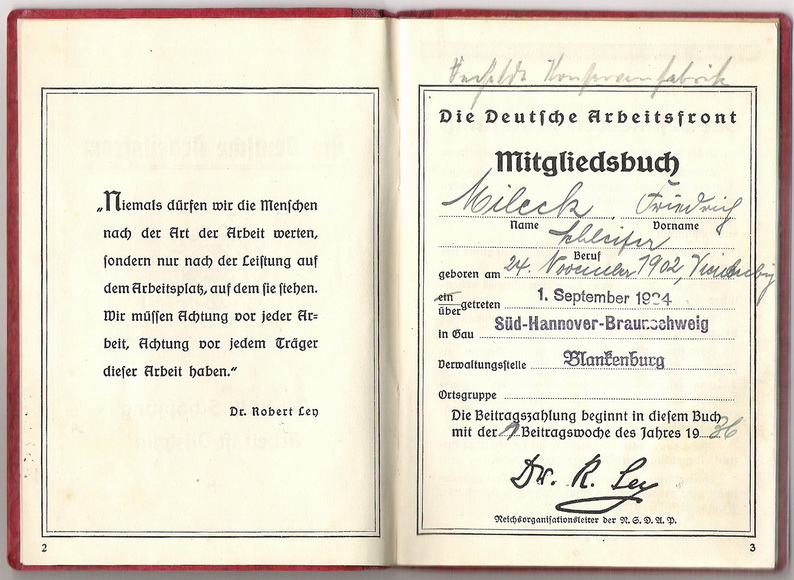 „Niemals dürfen wir die Menschen
nach der Art der Arbeit werten,
sondern nur nach der Leistung auf
dem Arbeitsplatz, auf dem sie stehen.
Wir müssen Achtung vor jeder Ar-
beit, Achtung vor jedem Träger
dieser Arbeit haben.“
Dr. Robert Ley
2
Konservenfabrik
Die Deutsche Arbeitsfront
Mitgliedsbuch
Mileck Friedrich
Name Vorname
Schleifer
Beruf
geboren am 24. November 1902,
ein
übergetreten 1. September 1934
in Gau Süd-Hannover-Braunschweig
Verwaltungsstelle Blankenburg
Ortsgruppe
Die Beitragszahlung beginnt in diesem Buch
mit der 1 Beitragswoche des Jahres 1936
Dr. R. Ley
Reichsorganisationsleiter der N. S. D. A. P.
3